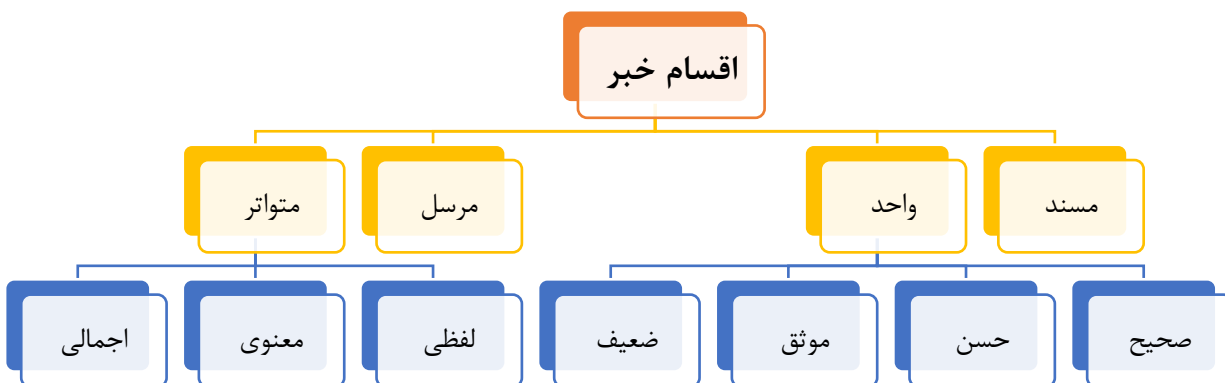 اقسام خبر
مسند
واحد
مرسل
متواتر
صحیح
حسن
موثق
ضعیف
لفظی
معنوی
اجمالی